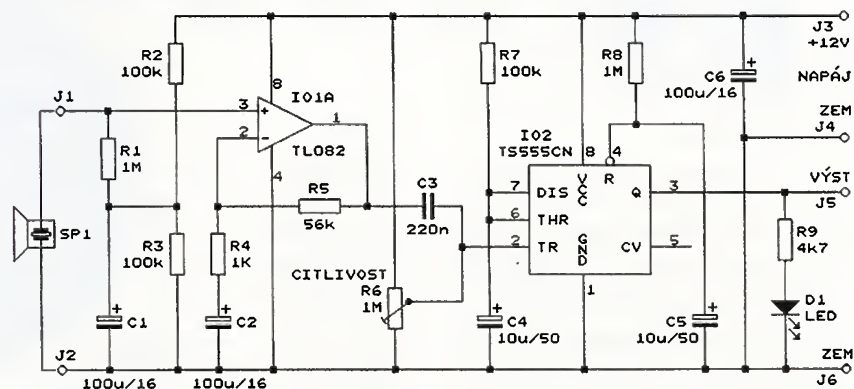 J1
SP1
J2
R1
1M
C1
100u/16
R2
100k
R3
100k
R4
1K
C2
100u/16
8
3
+
2
-
4
1
IO1A
TL082
R5
56k
C3
220n
CITLIVOST
R6
1M
R7
100k
C4
10u/50
IO2
TS555CN
7
6
2
8
4
DIS
THR
TR
VCC
R
Q
GND
CV
3
5
1
R8
1M
C5
10u/50
C6
100u/16
R9
4k7
D1
LED
J3
+12V
NAPÁJ
ZEM
J4
VÝST
J5
ZEM
J6